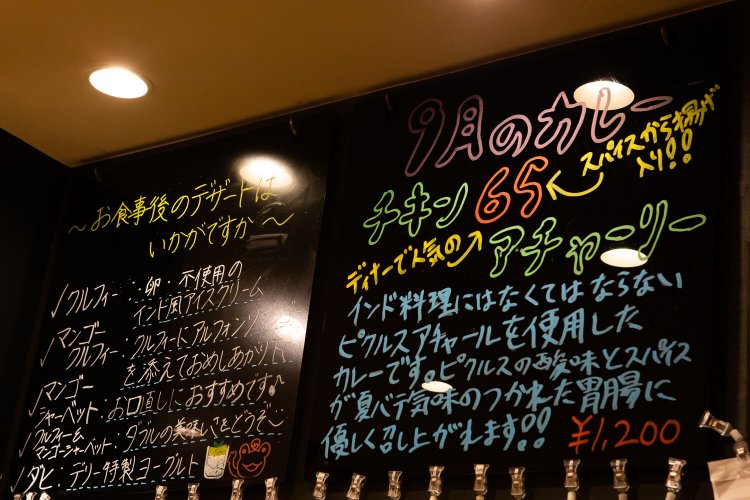 ～お食事後のデザートは
いかがですか～
✓クルフィー：卵・不使用の
インド風アイスクリーム
✓マンゴー
クルフィー：クルフィーにアルフォンソ
を添えておめしあがり
✓マンゴー
シャーベット：お口直しにおすすめです。
✓クルフィーム
マンゴーシャーベット：ダブルの美味しさをどうぞ～
✓ダヒ：デリー特製ヨーグルト
9月のカレー
スパイスから揚げ
入り!!
チキン65
ディナーで人気の
アチャーリー
インド料理にはなくてはならない
ピクルスアチャールを使用した
カレーです。ピクルスの酸味とスパイス
が夏バテ気味のつかれた胃腸に
優しく召し上がれます!!
¥1,200